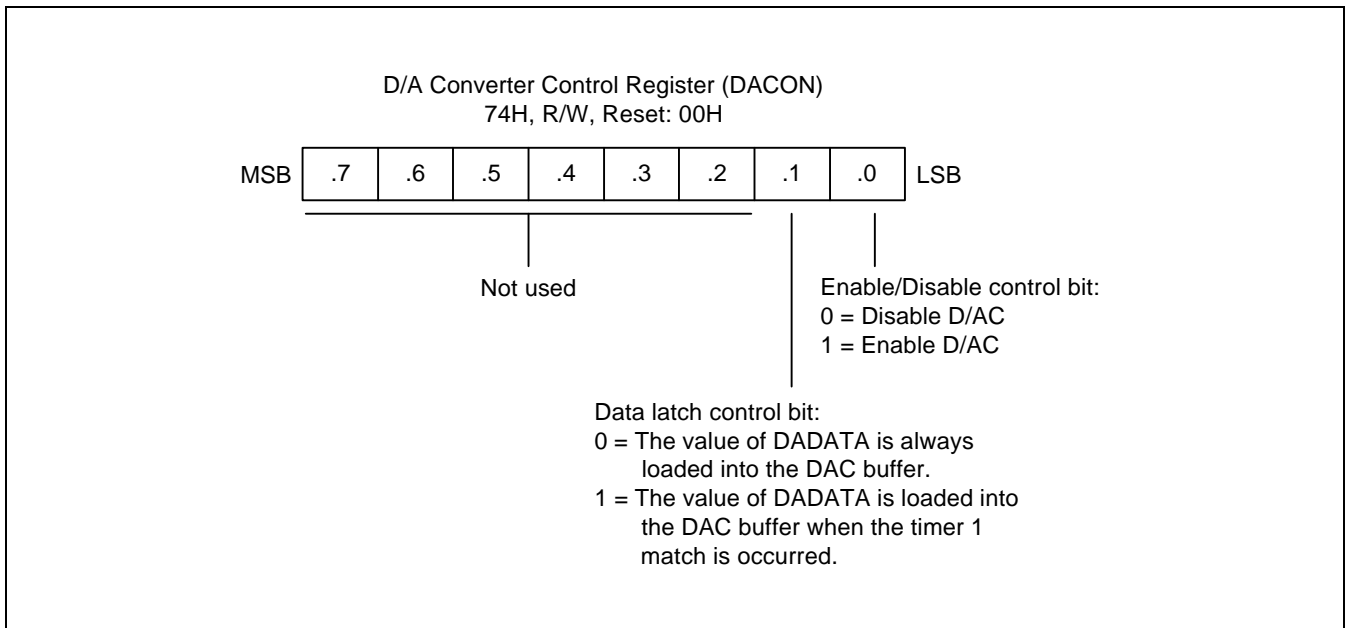 D/A Converter Control Register (DACON)
74H, R/W, Reset: 00H
MSB .7 .6 .5 .4 .3 .2 .1 .0 LSB
Not used
Enable/Disable control bit:
0 = Disable D/AC
1 = Enable D/AC
Data latch control bit:
0 = The value of DADATA is always
loaded into the DAC buffer.
1 = The value of DADATA is loaded into
the DAC buffer when the timer 1
match is occurred.